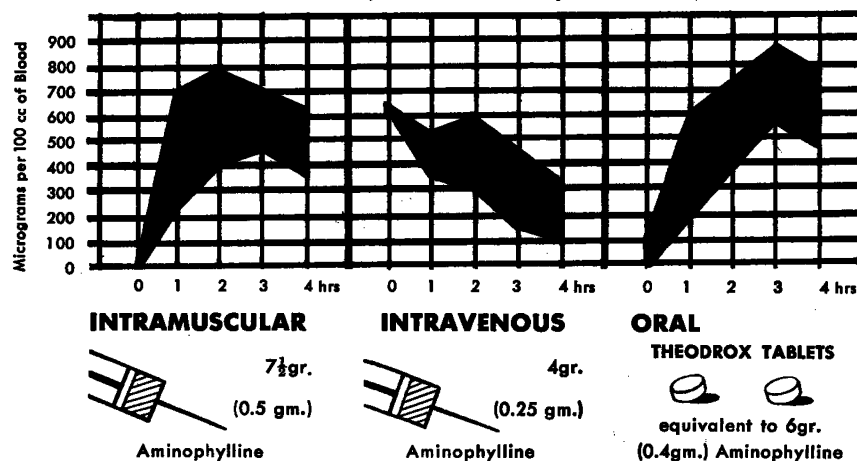 Micrograms per 100 cc of Blood
900
800
700
600
500
400
300
200
100
0
0 1 2 3 4 hrs
0 1 2 3 4 hrs
0 1 2 3 4 hrs
INTRAMUSCULAR
7½gr.
(0.5 gm.)
Aminophylline
INTRAVENOUS
4gr.
(0.25 gm.)
Aminophylline
ORAL
THEODROX TABLETS
equivalent to 6gr.
(0.4gm.) Aminophylline